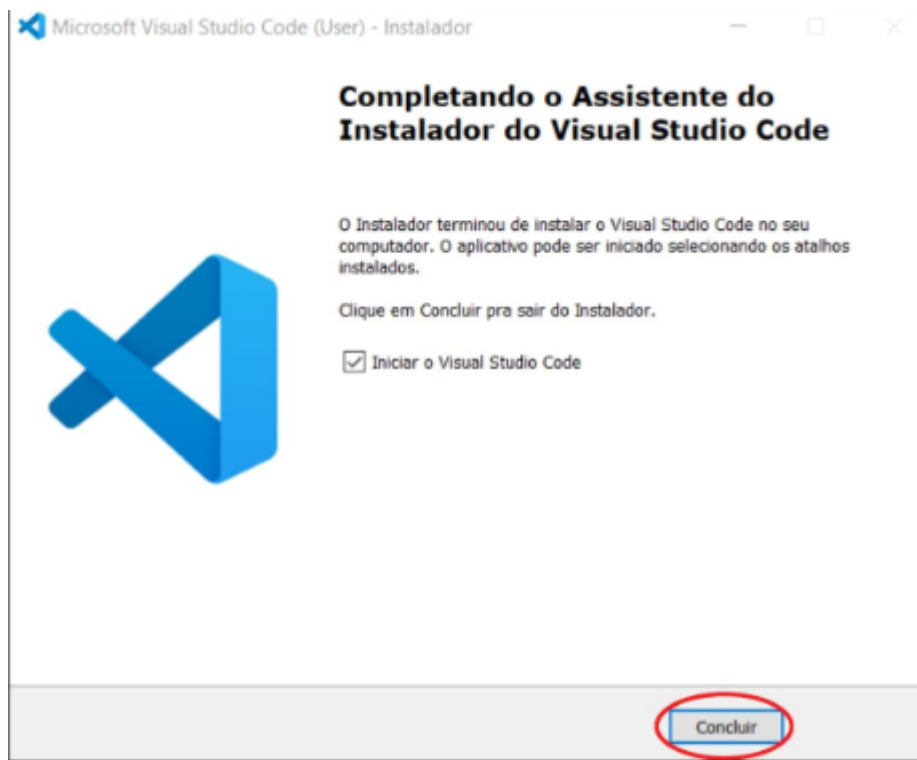 Microsoft Visual Studio Code (User) - Instalador
Completando o Assistente do
Instalador do Visual Studio Code
O Instalador terminou de instalar o Visual Studio Code no seu
computador. O aplicativo pode ser iniciado selecionando os atalhos
instalados.
Clique em Concluir pra sair do Instalador.
Iniciar o Visual Studio Code
Concluir